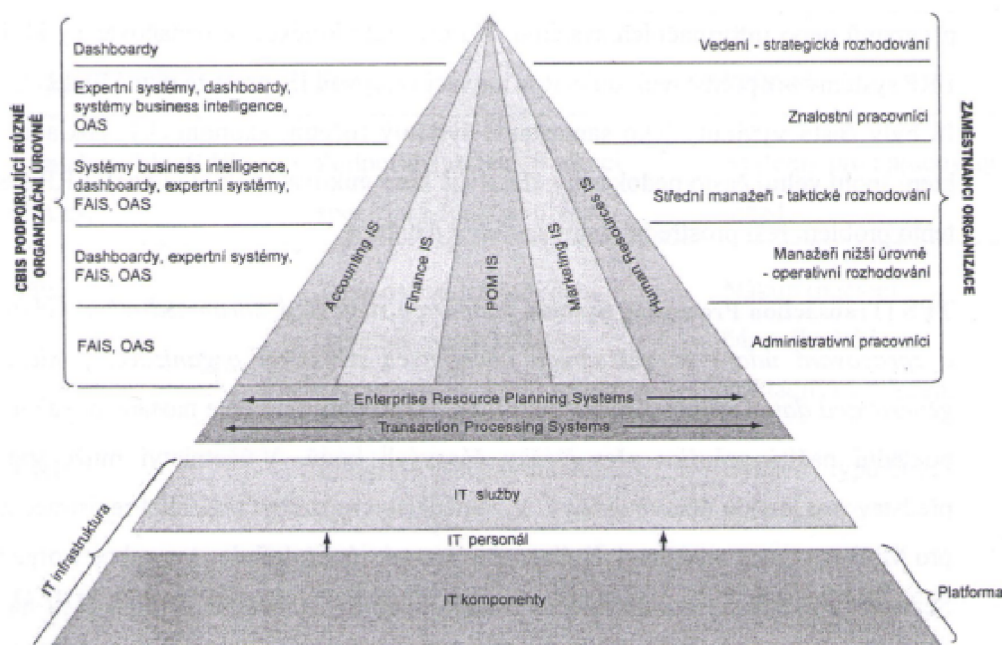 CBIS PODPORUJÍCÍ RŮZNÉ
ORGANIZAČNÍ ÚROVNĚ
Dashboardy
Expertní systémy, dashboardy,
systémy business intelligence,
OAS
Systémy business intelligence,
dashboardy, expertní systémy,
FAIS, OAS
Dashboardy, expertní systémy,
FAIS, OAS
FAIS, OAS
Accounting IS
Finance IS
POM IS
Marketing IS
Human Resources IS
Vedení - strategické rozhodování
Znalostní pracovníci
Střední manažeři - taktické rozhodování
Manažeři nižší úrovně
- operativní rozhodování
Administrativní pracovníci
ZAMĚSTNANCI ORGANIZACE
Enterprise Resource Planning Systems
Transaction Processing Systems
IT infrastruktura
IT služby
IT personál
IT komponenty
Platforma